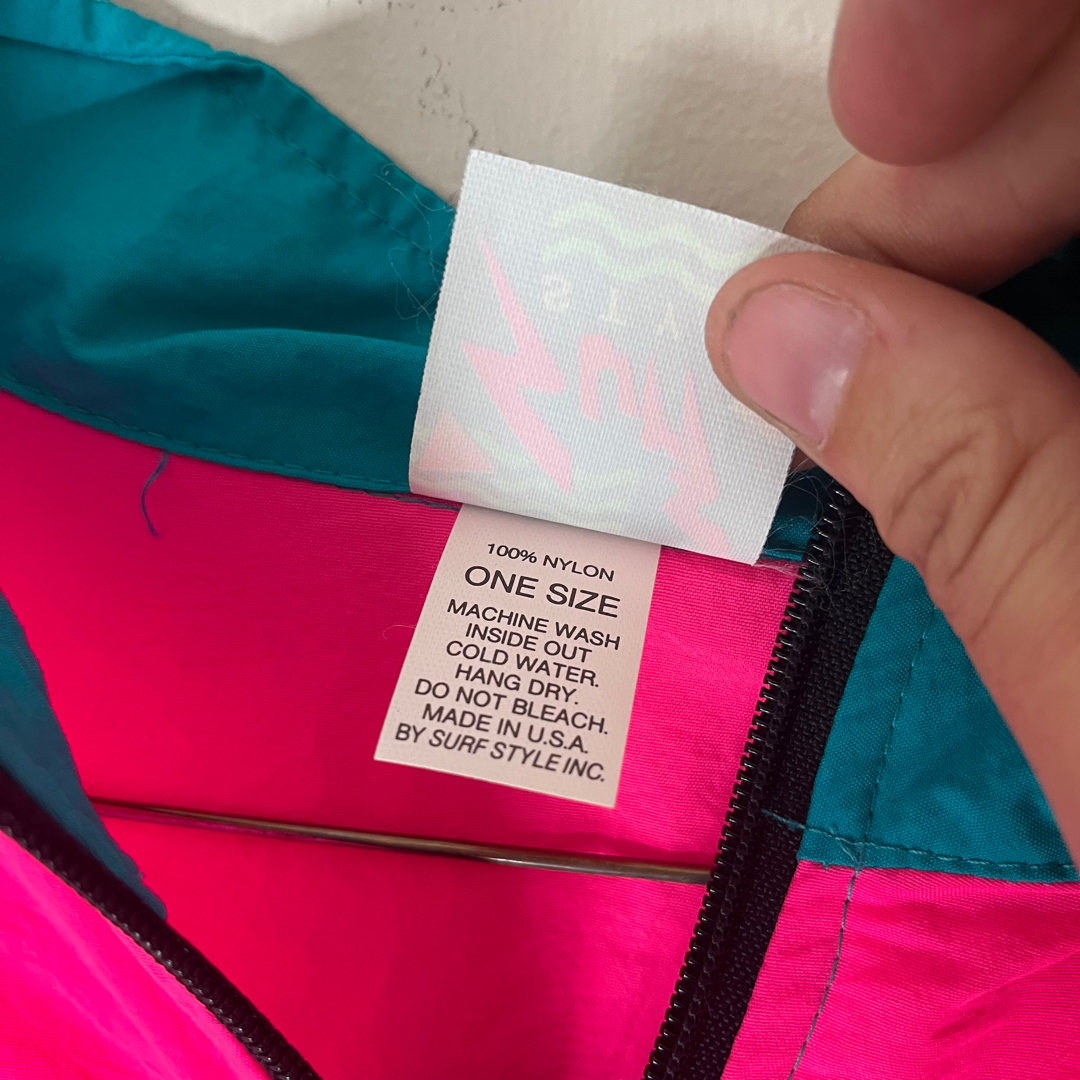 100% NYLON
ONE SIZE
MACHINE WASH
INSIDE OUT
COLD WATER.
HANG DRY.
DO NOT BLEACH.
MADE IN U.S.A.
BY SURF STYLE INC.